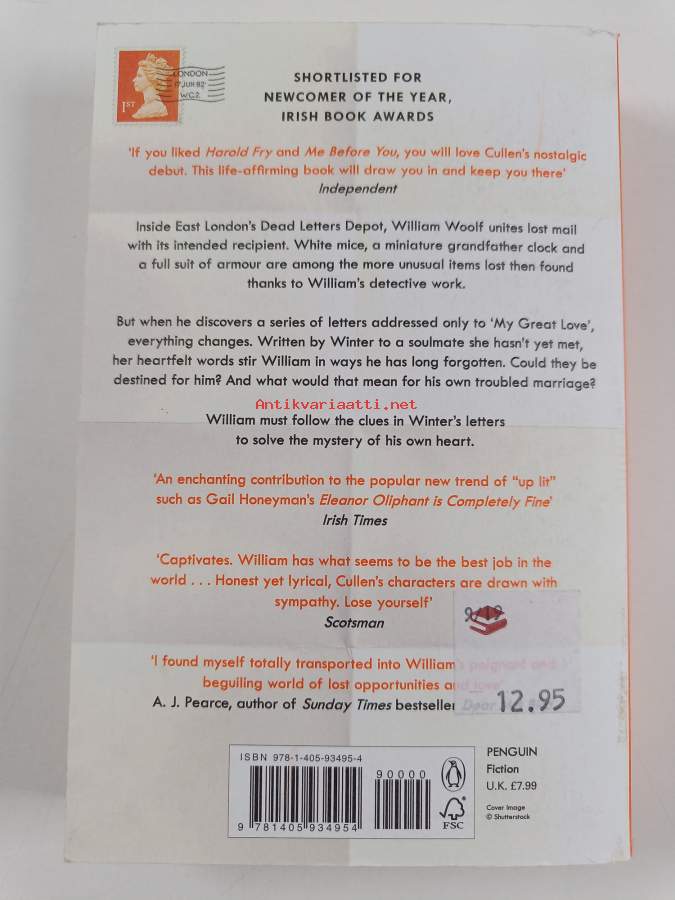 LONDON
17 JUN 82
WC2
1ST
SHORTLISTED FOR
NEWCOMER OF THE YEAR,
IRISH BOOK AWARDS
'If you liked Harold Fry and Me Before You, you will love Cullen's nostalgic
debut. This life-affirming book will draw you in and keep you there'
Independent
Inside East London's Dead Letters Depot, William Woolf unites lost mail
with its intended recipient. White mice, a miniature grandfather clock and
a full suit of armour are among the more unusual items lost then found
thanks to William's detective work.
But when he discovers a series of letters addressed only to 'My Great Love',
everything changes. Written by Winter to a soulmate she hasn't yet met,
her heartfelt words stir William in ways he has long forgotten. Could they be
destined for him? And what would that mean for his own troubled marriage?
Antikvariaatti.net
William must follow the clues in Winter's letters
to solve the mystery of his own heart.
'An enchanting contribution to the popular new trend of "up lit"
such as Gail Honeyman's Eleanor Oliphant is Completely Fine'
Irish Times
'Captivates. William has what seems to be the best job in the
world . . . Honest yet lyrical, Cullen's characters are drawn with
sympathy. Lose yourself'
Scotsman
9/19
'I found myself totally transported into William's poignant and
beguiling world of lost opportunities and love'
A. J. Pearce, author of Sunday Times bestseller Dear
12.95
ISBN 978-1-405-93495-4
90000
9 781405 934954
FSC
PENGUIN
Fiction
U.K. £7.99
Cover image
© Shutterstock